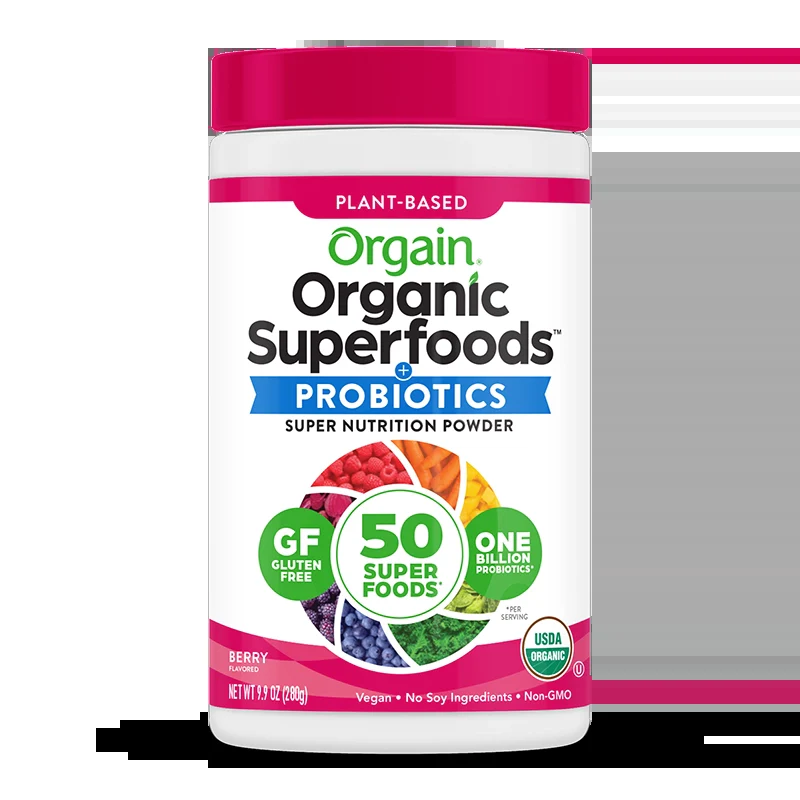 PLANT-BASED
Orgain®
Organic
Superfoods™
+
PROBIOTICS
SUPER NUTRITION POWDER
GF
GLUTEN
FREE
50
SUPER
FOODS*
ONE
BILLION
PROBIOTICS*
*PER
SERVING
USDA
ORGANIC
U
BERRY
FLAVORED
NET WT 9.9 OZ (280g)
Vegan • No Soy Ingredients • Non-GMO